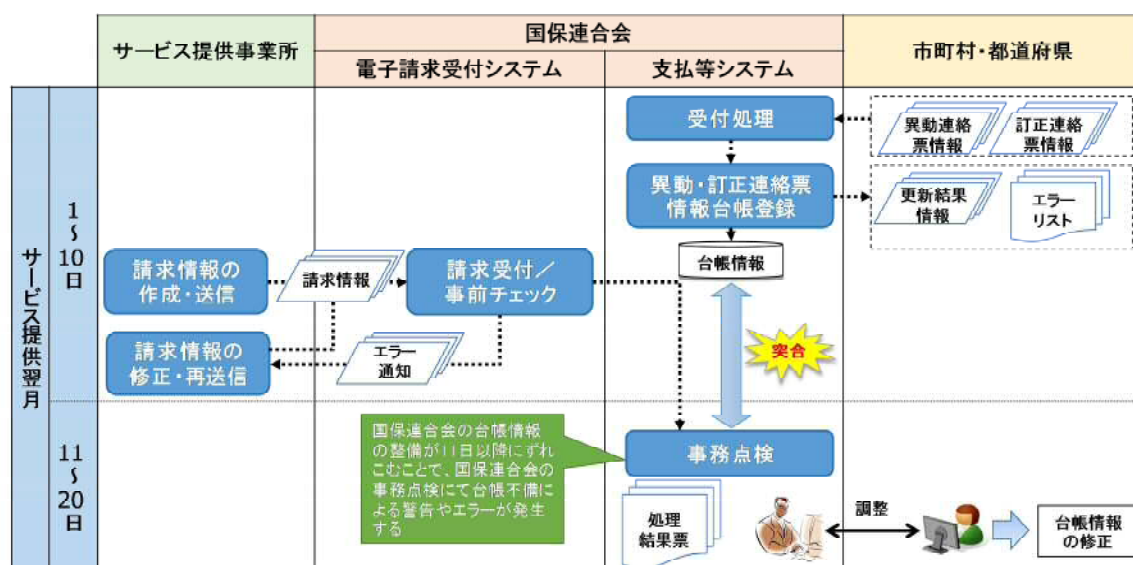 サービス提供事業所
国保連合会
電子請求受付システム
支払等システム
市町村・都道府県
サービス提供翌月
1～10日
受付処理
異動連絡
票情報
訂正連絡
票情報
異動・訂正連絡票
情報台帳登録
更新結果
情報
エラー
リスト
台帳情報
請求情報の
作成・送信
請求情報
請求受付／
事前チェック
請求情報の
修正・再送信
エラー
通知
突合
11～20日
国保連合会の台帳情報
の整備が11日以降にずれ
こむことで、国保連合会の
事務点検にて台帳不備に
よる警告やエラーが発生
する
事務点検
処理
結果票
調整
台帳情報
の修正